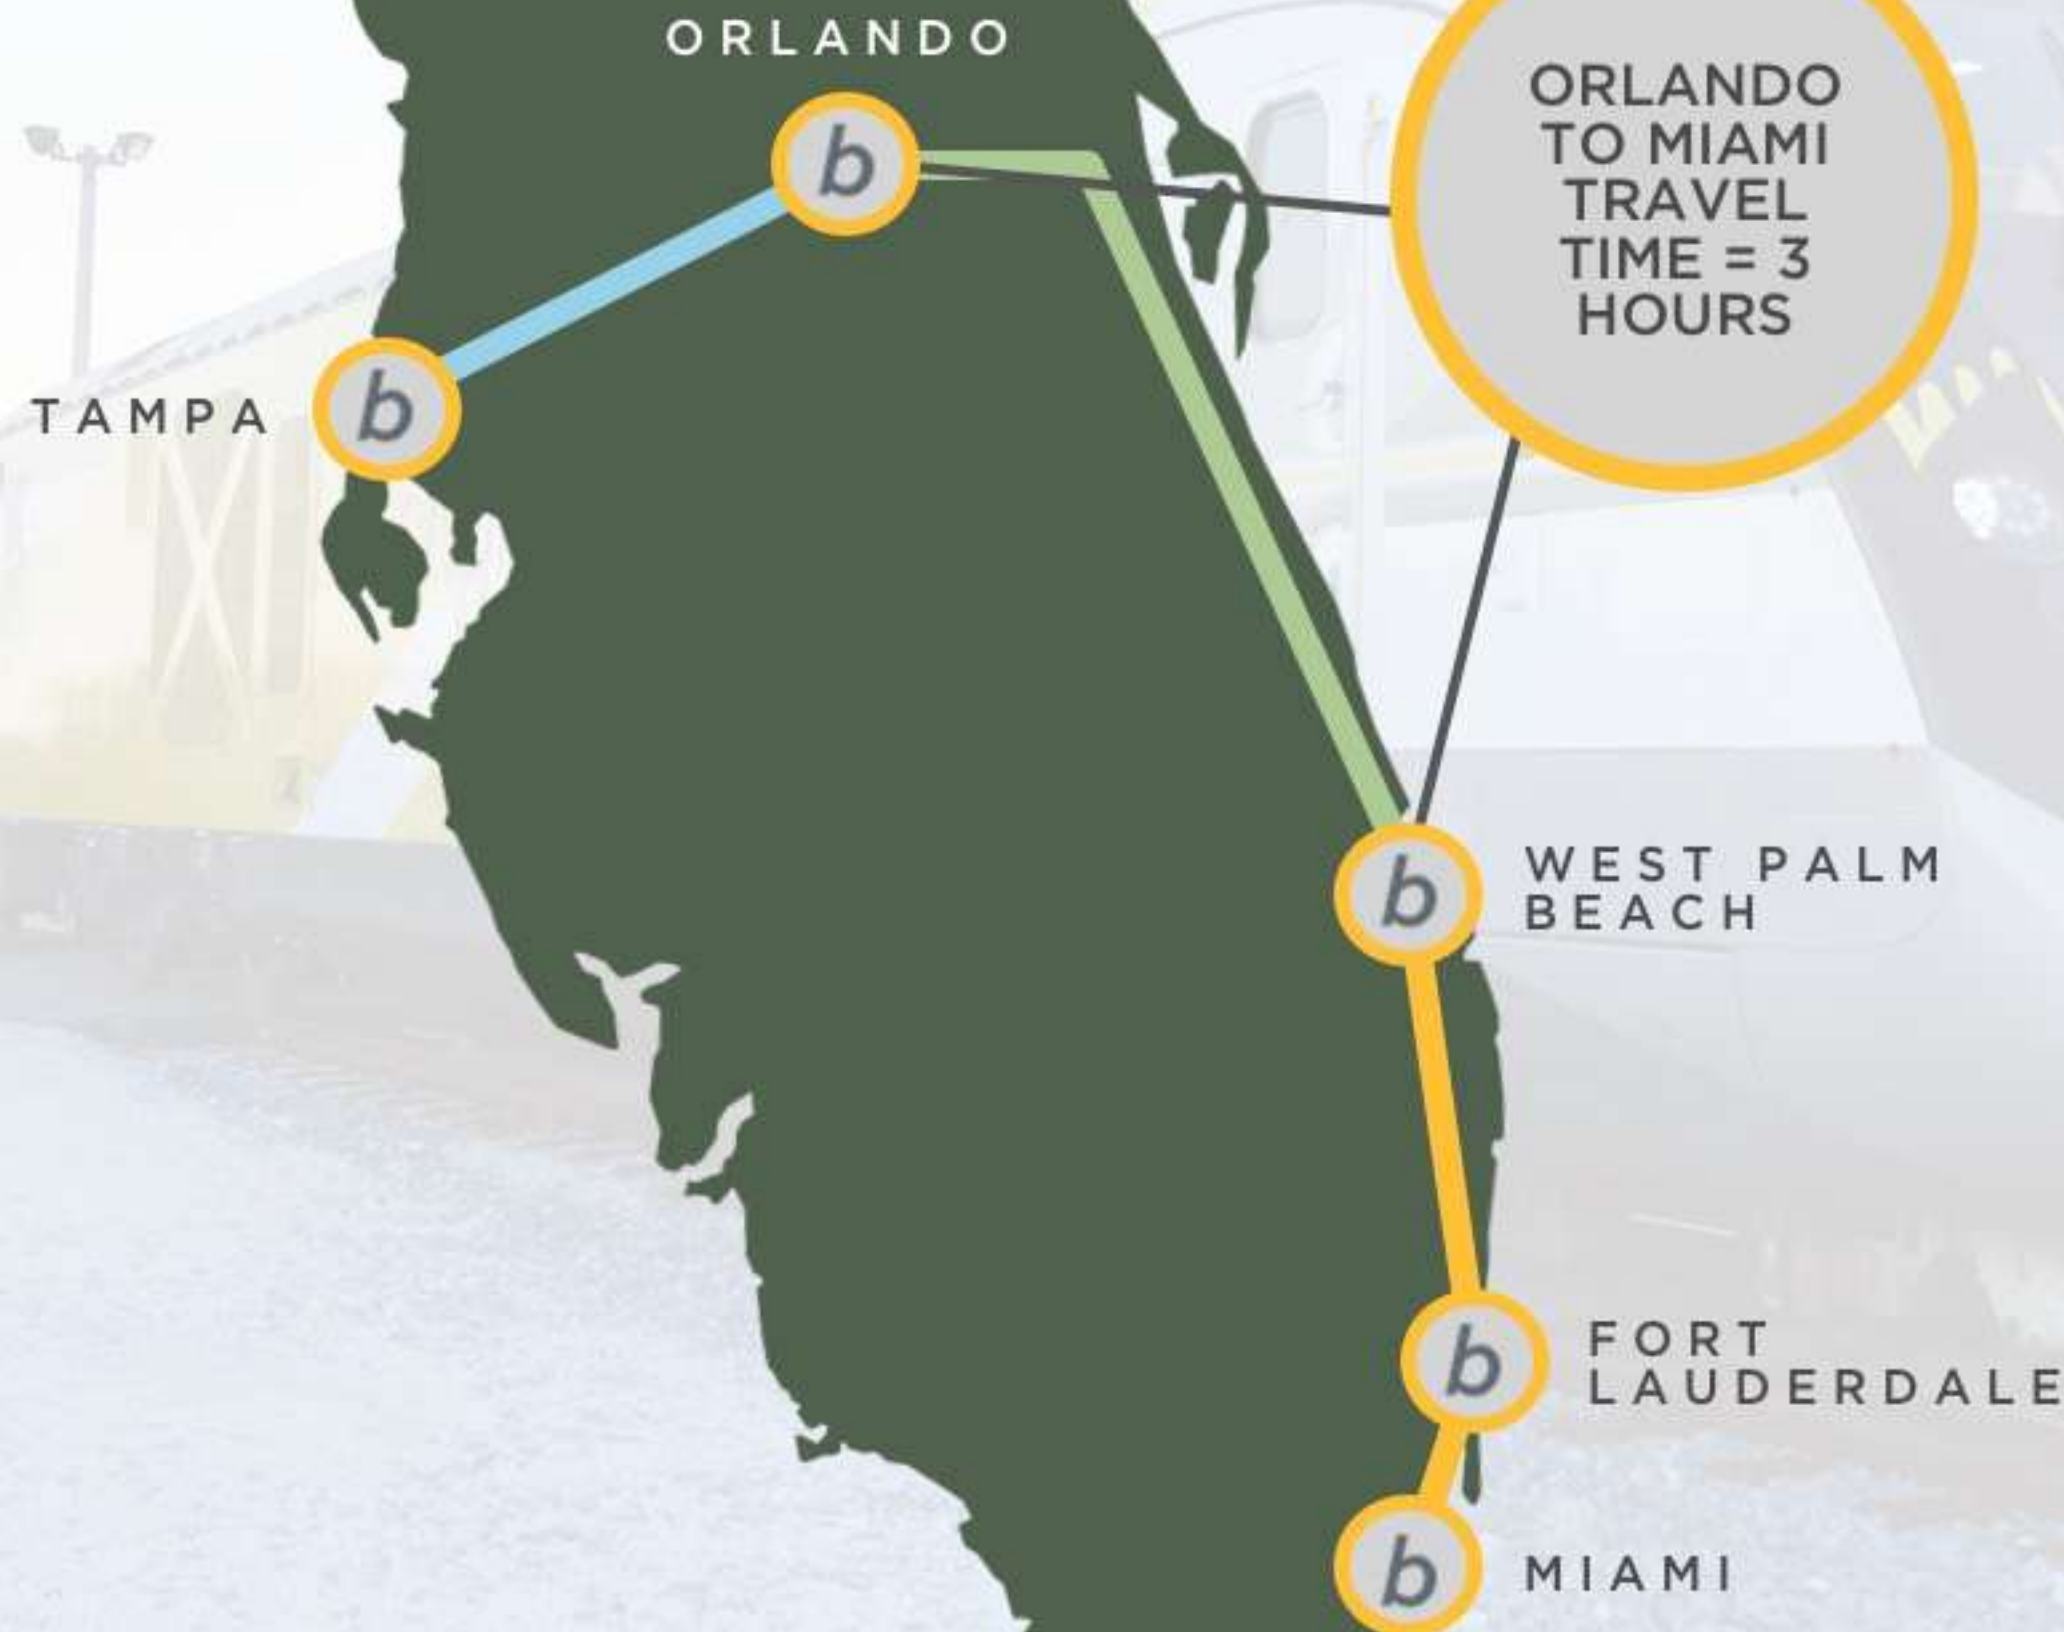 ORLANDO
b
ORLANDO
TO MIAMI
TRAVEL
TIME = 3
HOURS
TAMPA
b
b
WEST PALM
BEACH
b
FORT
LAUDERDALE
b
MIAMI